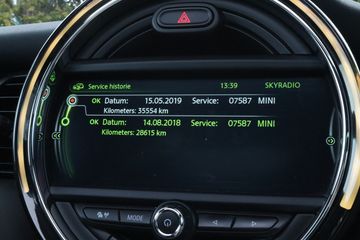 Service historie 13:39 SKYRADIO
OK Datum: 15.05.2019 Service: 07587 MINI
Kilometers: 35554 km
OK Datum: 14.08.2018 Service: 07587 MINI
Kilometers: 28615 km
MODE